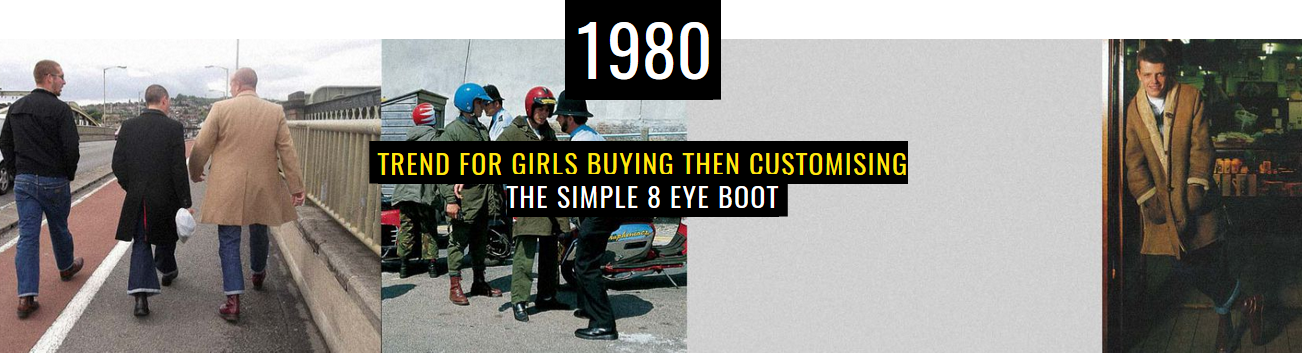 1980
TREND FOR GIRLS BUYING THEN CUSTOMISING
THE SIMPLE 8 EYE BOOT